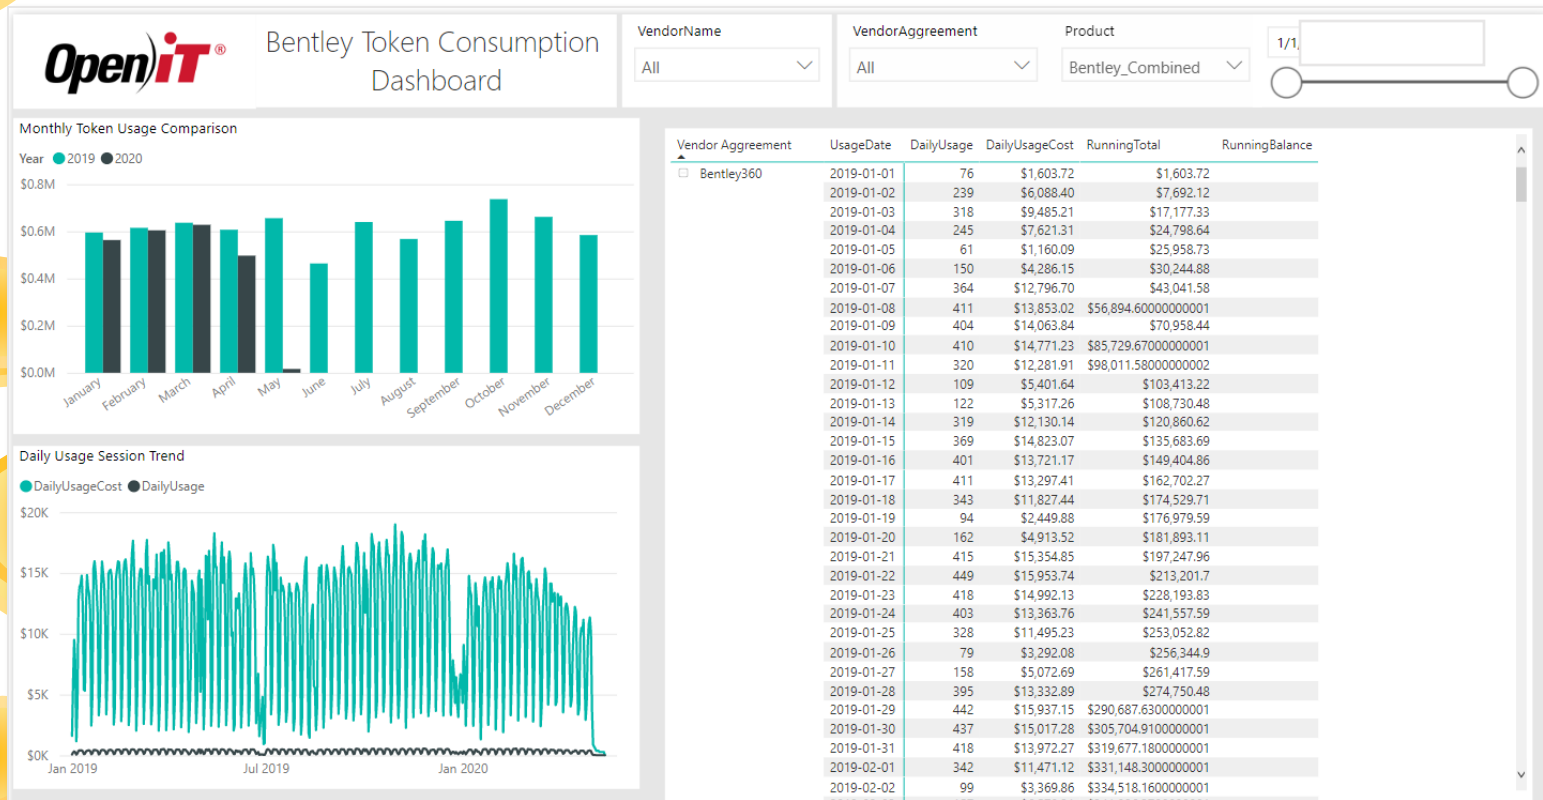 OpeniT®
Bentley Token Consumption
Dashboard
VendorName
All
VendorAggreement
All
Product
Bentley_Combined
1/1,
Monthly Token Usage Comparison
Year 2019 2020
$0.8M
$0.6M
$0.4M
$0.2M
$0.0M
January February March April May June July August September October November December
Daily Usage Session Trend
DailyUsageCost DailyUsage
$20K
$15K
$10K
$5K
$0K
Jan 2019 Jul 2019 Jan 2020
Vendor Aggreement UsageDate DailyUsage DailyUsageCost RunningTotal RunningBalance
Bentley360 2019-01-01 76 $1,603.72 $1,603.72
2019-01-02 239 $6,088.40 $7,692.12
2019-01-03 318 $9,485.21 $17,177.33
2019-01-04 245 $7,621.31 $24,798.64
2019-01-05 61 $1,160.09 $25,958.73
2019-01-06 150 $4,286.15 $30,244.88
2019-01-07 364 $12,796.70 $43,041.58
2019-01-08 411 $13,853.02 $56,894.60000000001
2019-01-09 404 $14,063.84 $70,958.44
2019-01-10 410 $14,771.23 $85,729.67000000001
2019-01-11 320 $12,281.91 $98,011.58000000002
2019-01-12 109 $5,401.64 $103,413.22
2019-01-13 122 $5,317.26 $108,730.48
2019-01-14 319 $12,130.14 $120,860.62
2019-01-15 369 $14,823.07 $135,683.69
2019-01-16 401 $13,721.17 $149,404.86
2019-01-17 411 $13,297.41 $162,702.27
2019-01-18 343 $11,827.44 $174,529.71
2019-01-19 94 $2,449.88 $176,979.59
2019-01-20 162 $4,913.52 $181,893.11
2019-01-21 415 $15,354.85 $197,247.96
2019-01-22 449 $15,953.74 $213,201.7
2019-01-23 418 $14,992.13 $228,193.83
2019-01-24 403 $13,363.76 $241,557.59
2019-01-25 328 $11,495.23 $253,052.82
2019-01-26 79 $3,292.08 $256,344.9
2019-01-27 158 $5,072.69 $261,417.59
2019-01-28 395 $13,332.89 $274,750.48
2019-01-29 442 $15,937.15 $290,687.6300000001
2019-01-30 437 $15,017.28 $305,704.9100000001
2019-01-31 418 $13,972.27 $319,677.1800000001
2019-02-01 342 $11,471.12 $331,148.3000000001
2019-02-02 99 $3,369.86 $334,518.1600000001